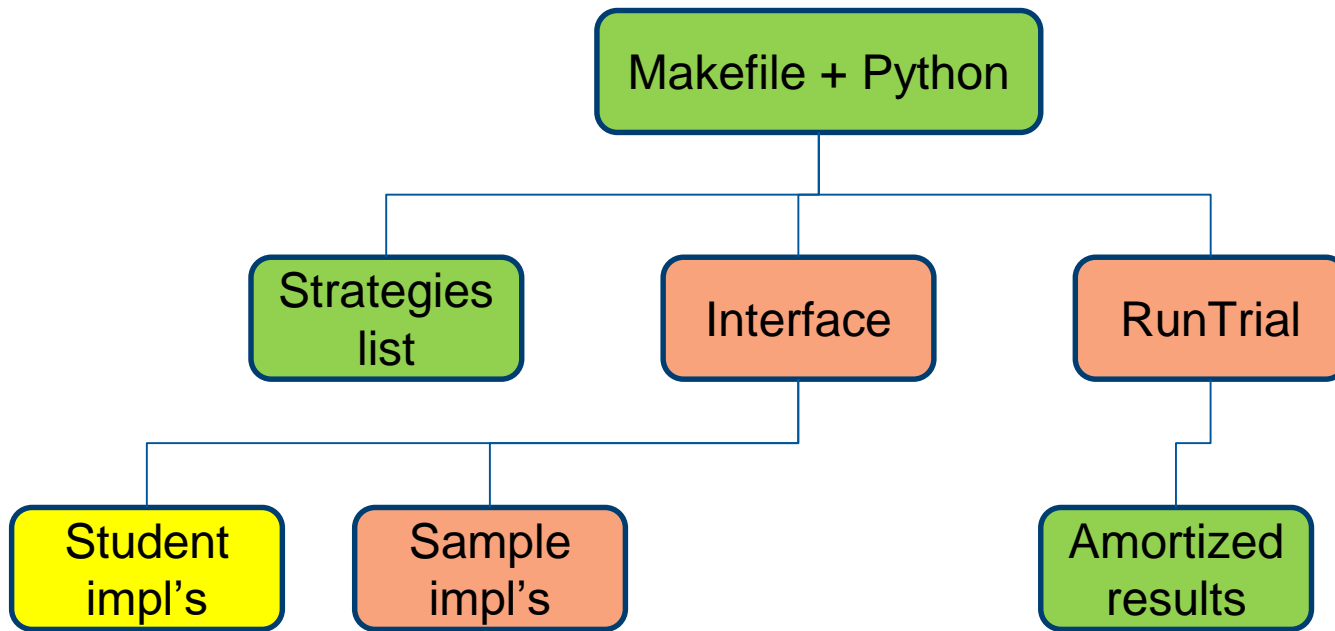 Makefile + Python
Strategies
list
Interface
RunTrial
Student
impl’s
Sample
impl’s
Amortized
results